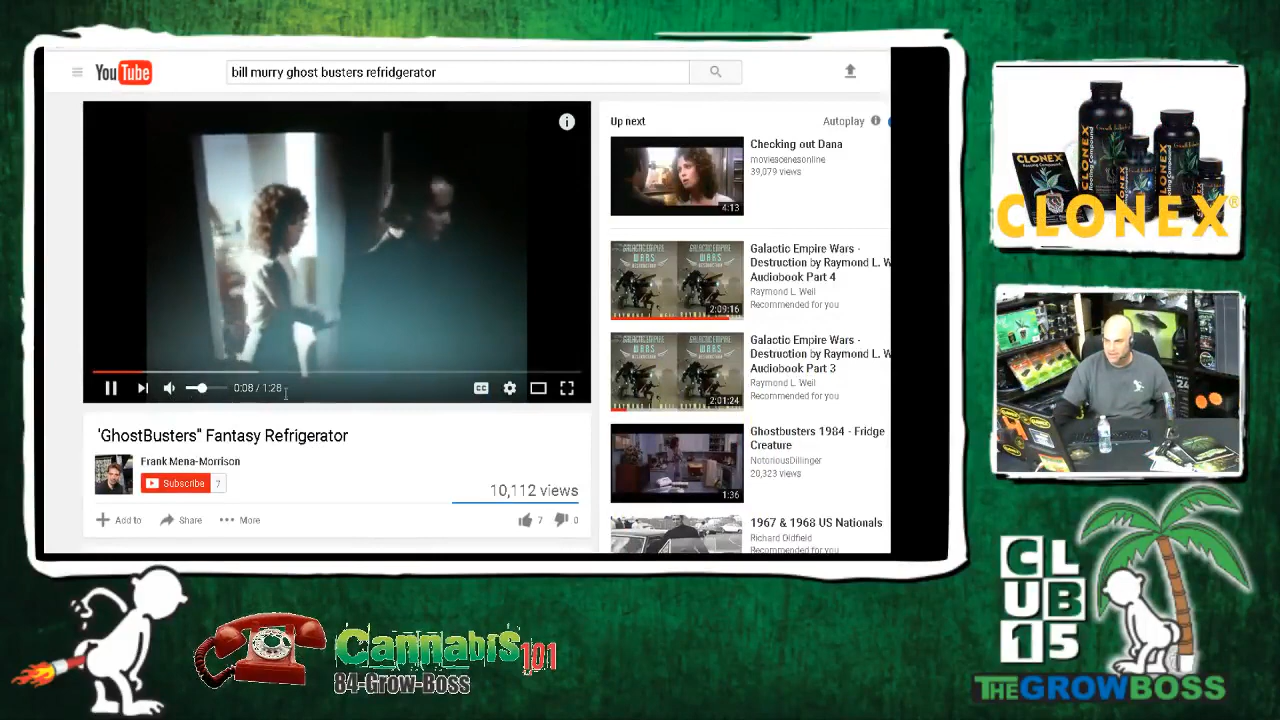 YouTube
bill murry ghost busters refridgerator
Up next
Autoplay
Checking out Dana
moviescenesonline
39,079 views
4:13
Galactic Empire Wars -
Destruction by Raymond L. W
Audiobook Part 4
Raymond L. Weil
Recommended for you
2:09:16
Galactic Empire Wars -
Destruction by Raymond L. W
Audiobook Part 3
Raymond L. Weil
Recommended for you
2:01:24
Ghostbusters 1984 - Fridge
Creature
NotoriousDillinger
20,323 views
1:36
1967 & 1968 US Nationals
Richard Oldfield
Recommended for you
0:08 / 1:28
CC
'GhostBusters" Fantasy Refrigerator
Frank Mena-Morrison
Subscribe 7
10,112 views
Add to
Share
More
7
0
CLONEX
CLONEX
CLONEX®
Cannabis 101
84-Grow-Boss
CLUB 15
THEGROWBOSS